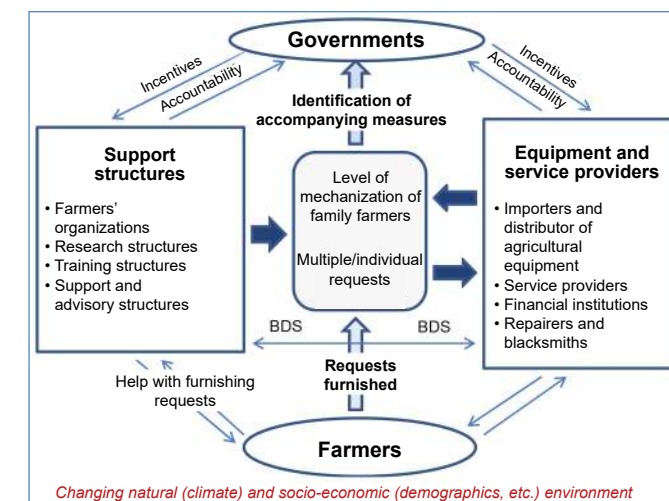 Governments
Incentives
Accountability
Incentives
Accountability
Identification of
accompanying measures
Support
structures
• Farmers'
organizations
• Research structures
• Training structures
• Support and
advisory structures
Level of
mechanization of
family farmers
Multiple/individual
requests
Equipment and
service providers
• Importers and
distributor of
agricultural
equipment
• Service providers
• Financial institutions
• Repairers and
blacksmiths
BDS
BDS
Requests
furnished
Help with furnishing
requests
Farmers
Changing natural (climate) and socio-economic (demographics, etc.) environment